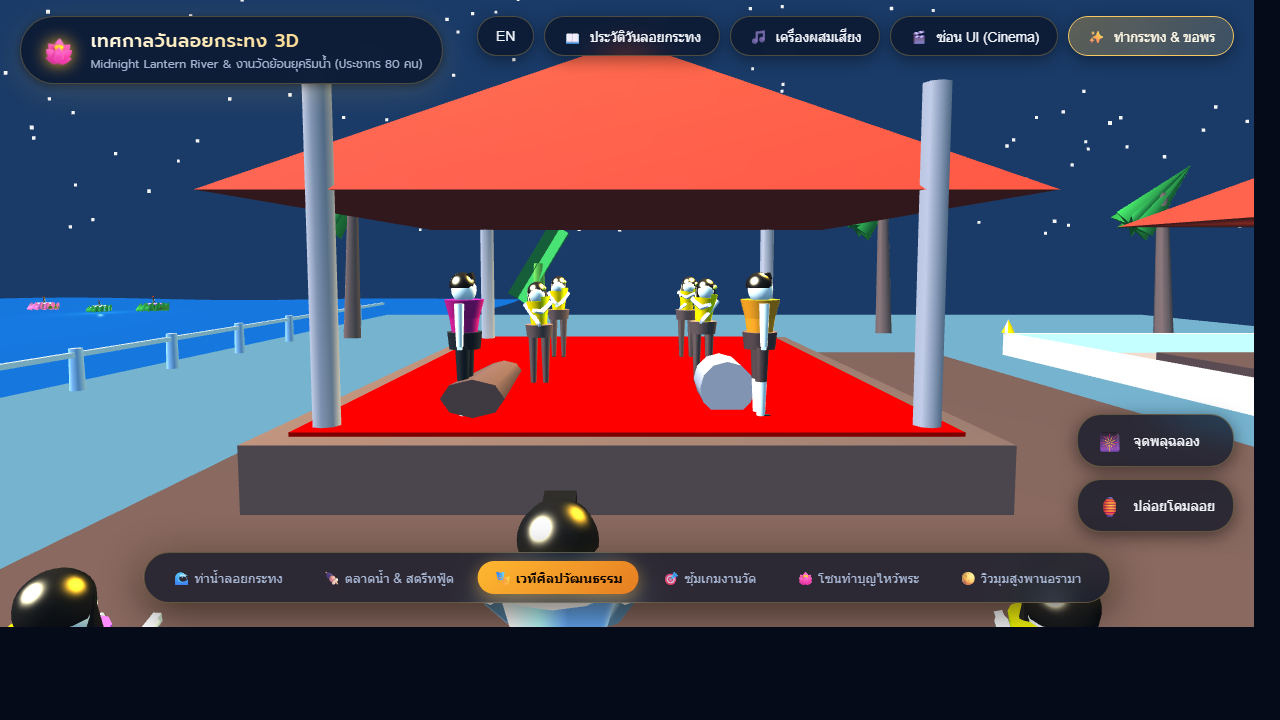 เทศกาลวันลอยกระทง 3D
Midnight Lantern River & งานวัดย้อนยุคริมน้ำ (ประชากร 80 คน)
EN
ประวัติวันลอยกระทง
เครื่องผสมเสียง
ซ่อน UI (Cinema)
ทำกระทง & ขอพร
จุดพลุฉลอง
ปล่อยโคมลอย
ท่าน้ำลอยกระทง
ตลาดน้ำ & สตรีทฟู้ด
เวทีศิลปวัฒนธรรม
ซุ้มเกมงานวัด
โซนทำบุญไหว้พระ
วิวมุมสูงพานอรามา